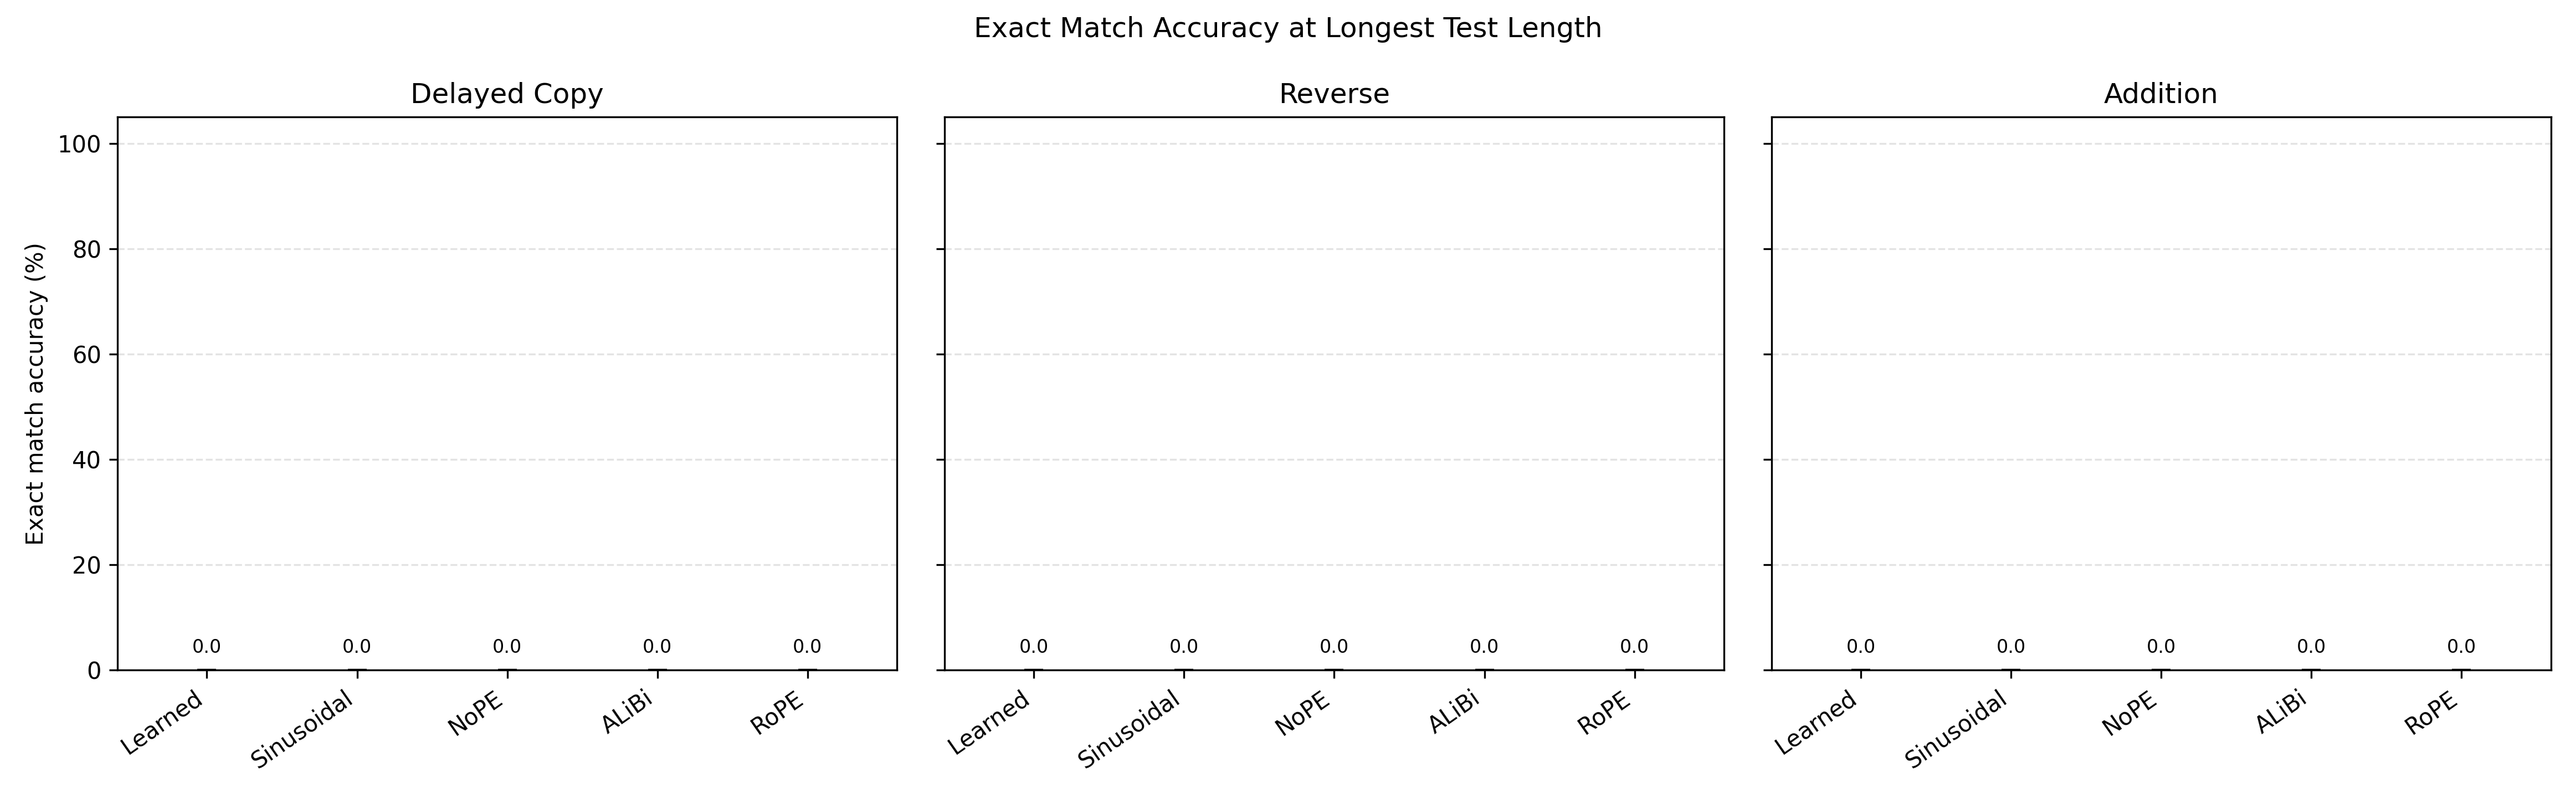 Exact Match Accuracy at Longest Test Length
Delayed Copy
Reverse
Addition
Exact match accuracy (%)
100
80
60
40
20
0
0.0 0.0 0.0 0.0 0.0
0.0 0.0 0.0 0.0 0.0
0.0 0.0 0.0 0.0 0.0
Learned Sinusoidal NoPE ALiBi RoPE
Learned Sinusoidal NoPE ALiBi RoPE
Learned Sinusoidal NoPE ALiBi RoPE